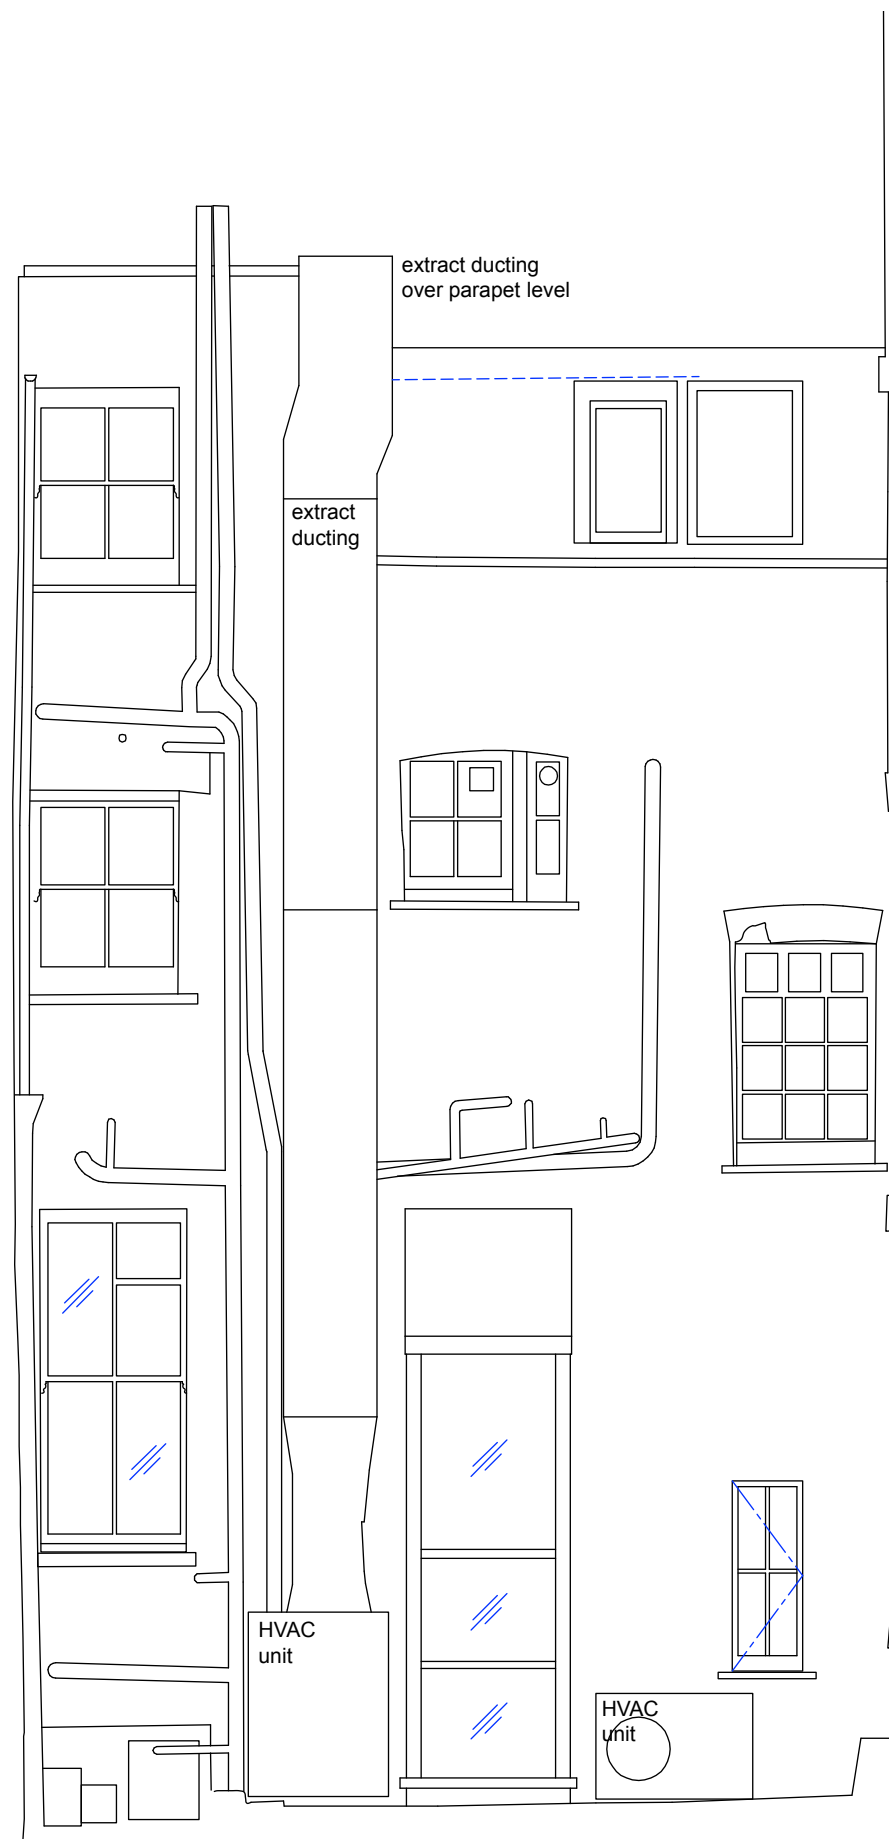 extract ducting
over parapet level
extract
ducting
HVAC
unit
HVAC
unit